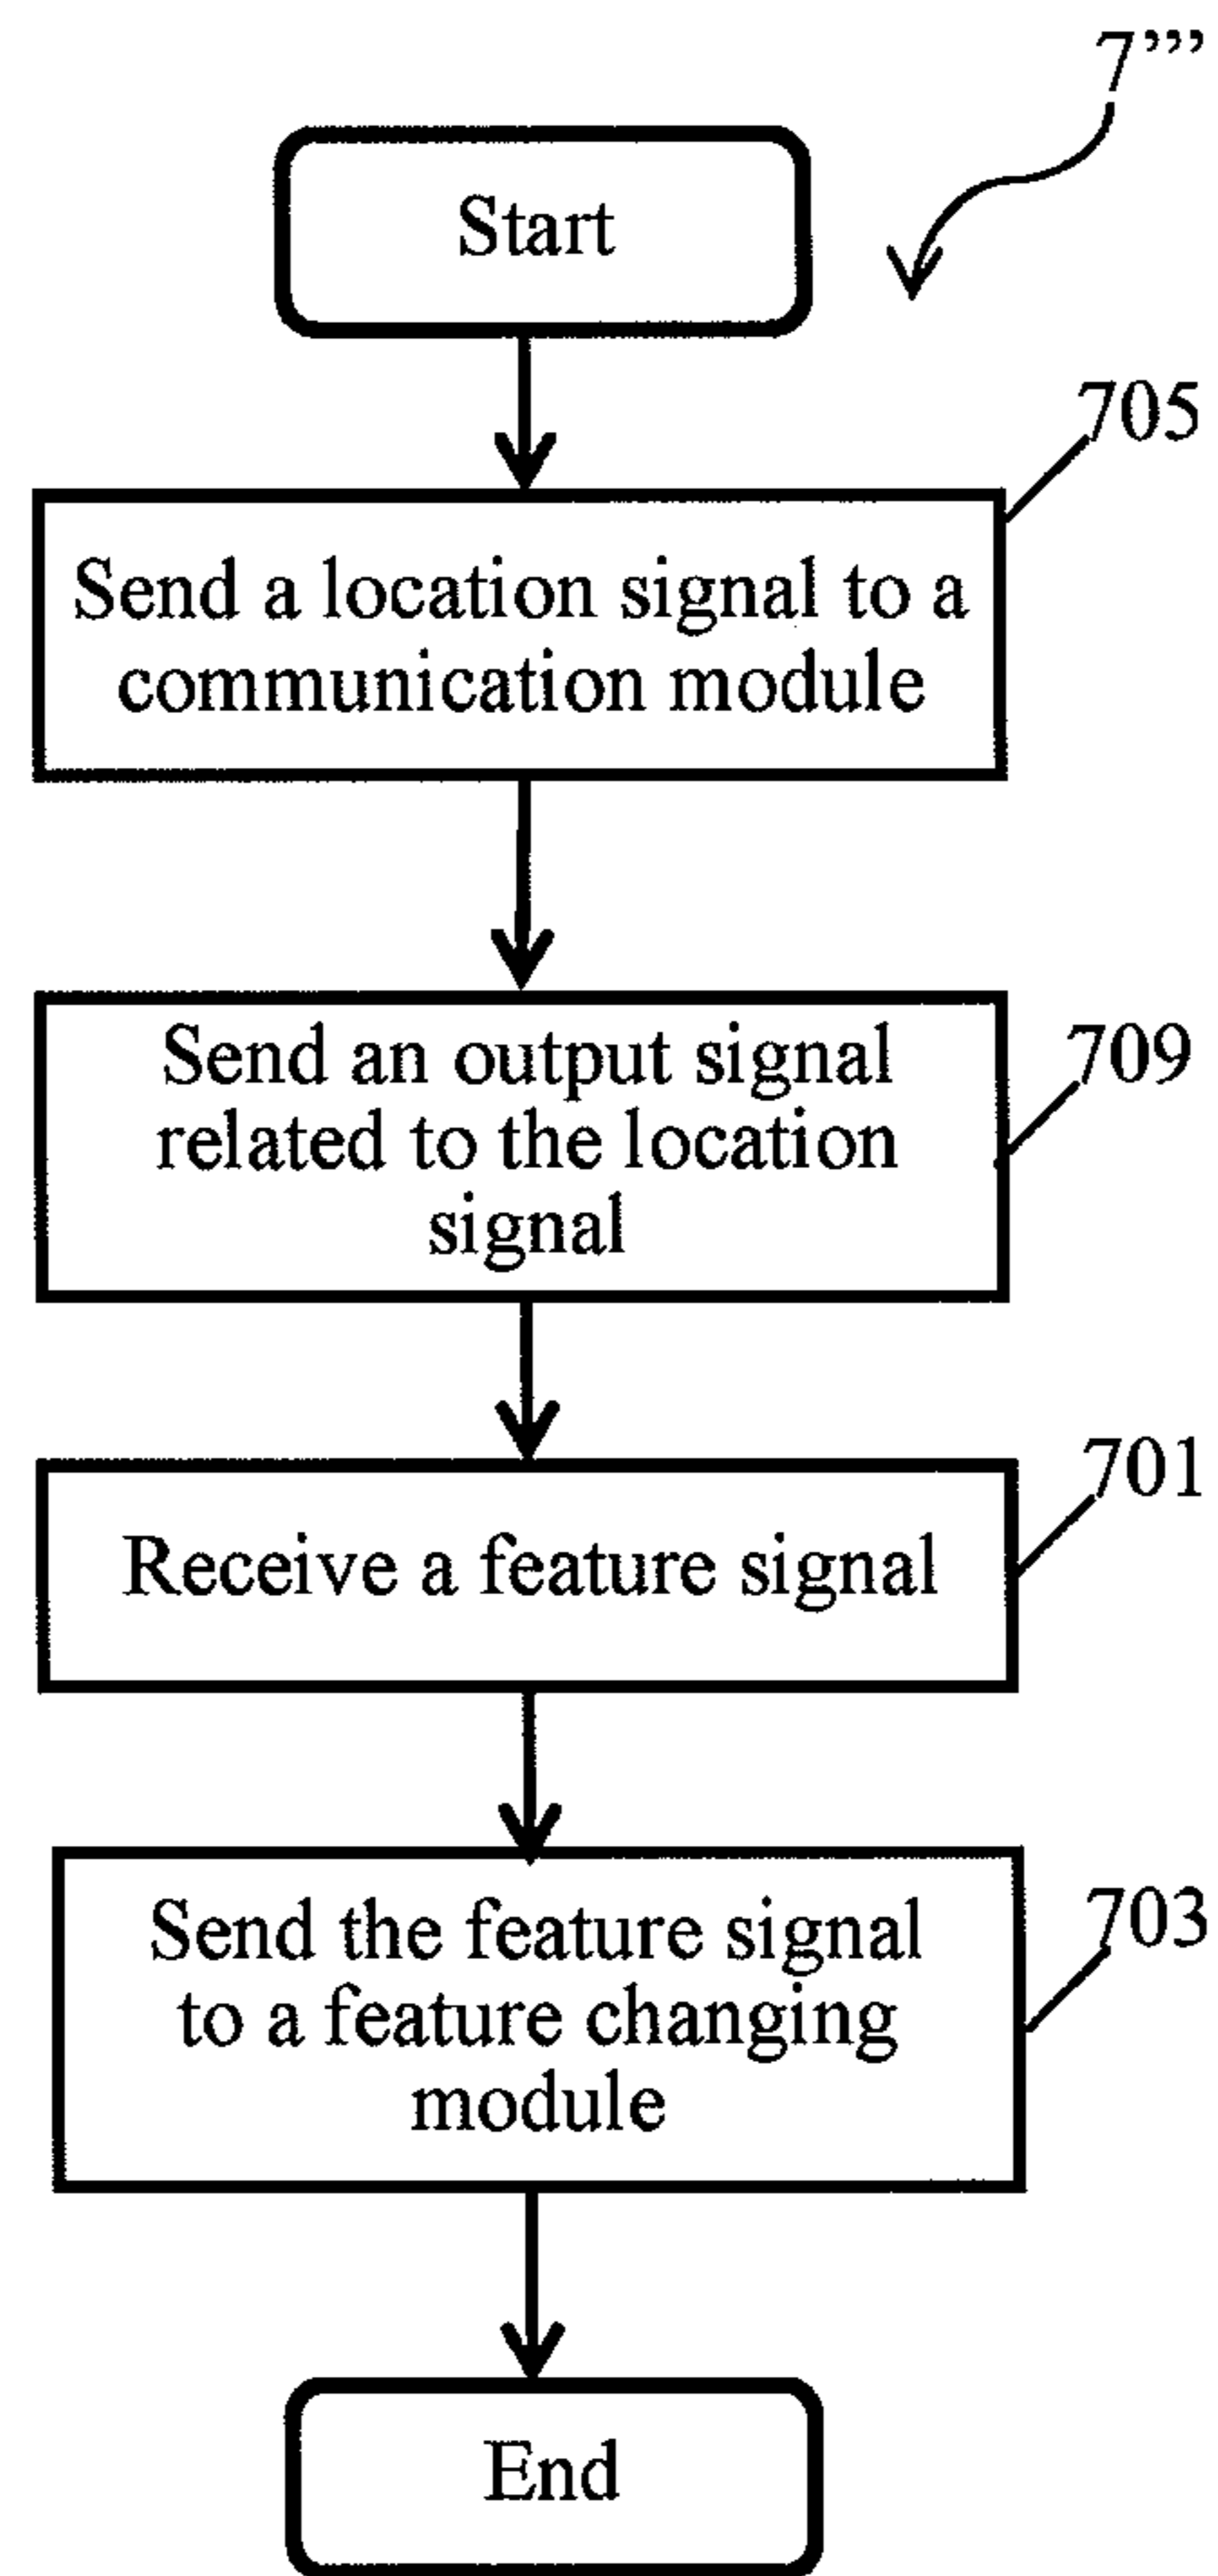 7’’’
Start
705
Send a location signal to a
communication module
709
Send an output signal
related to the location
signal
701
Receive a feature signal
703
Send the feature signal
to a feature changing
module
End